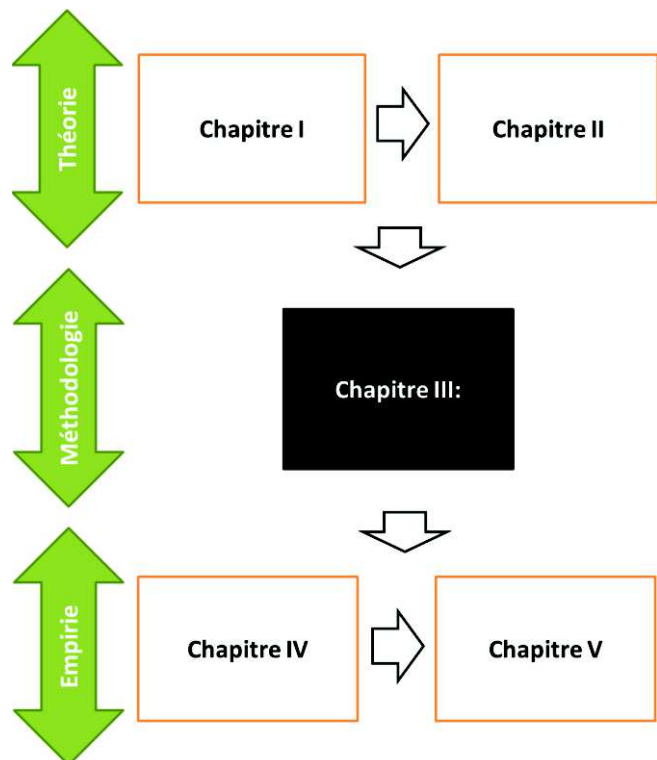 Théorie
Chapitre I
Chapitre II
Méthodologie
Chapitre III:
Empirie
Chapitre IV
Chapitre V